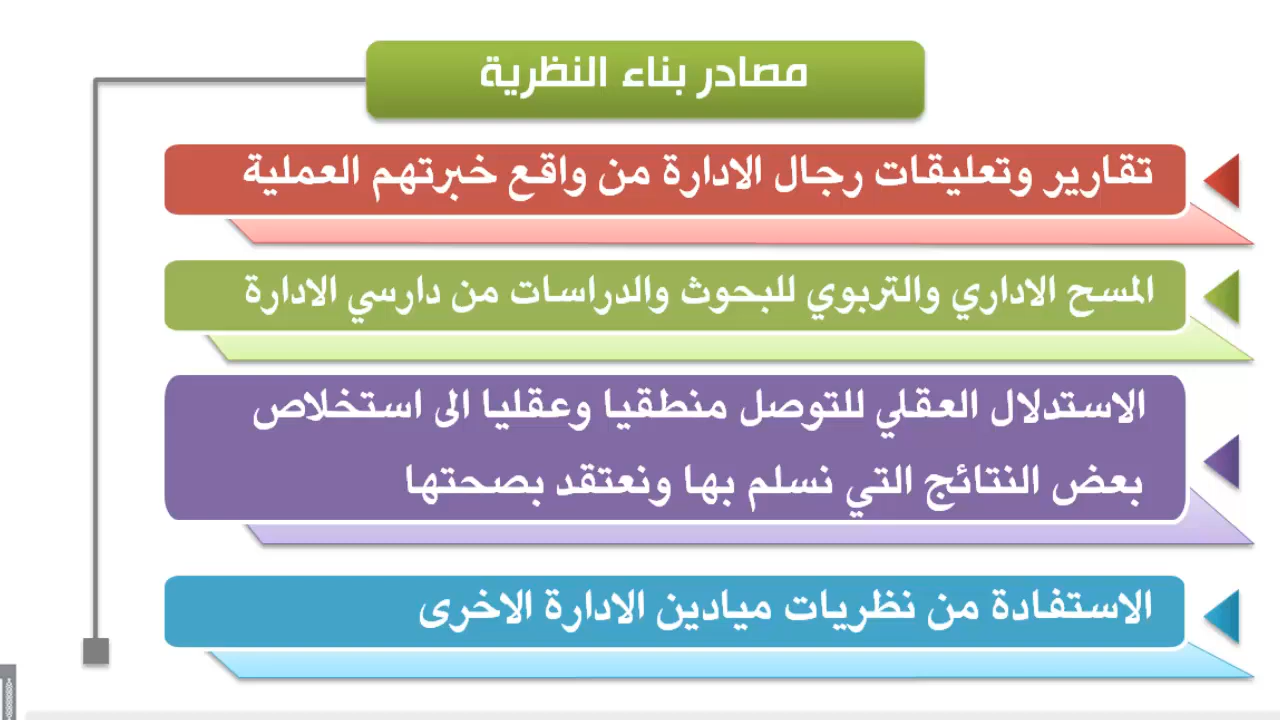 مصادر بناء النظرية
تقارير وتعليقات رجال الادارة من واقع خبرتهم العملية
المسح الاداري والتربوي للبحوث والدراسات من دارسي الادارة
الاستدلال العقلي للتوصل منطقيا وعقليا الى استخلاص
بعض النتائج التي نسلم بها ونعتقد بصحتها
الاستفادة من نظريات ميادين الادارة الاخرى